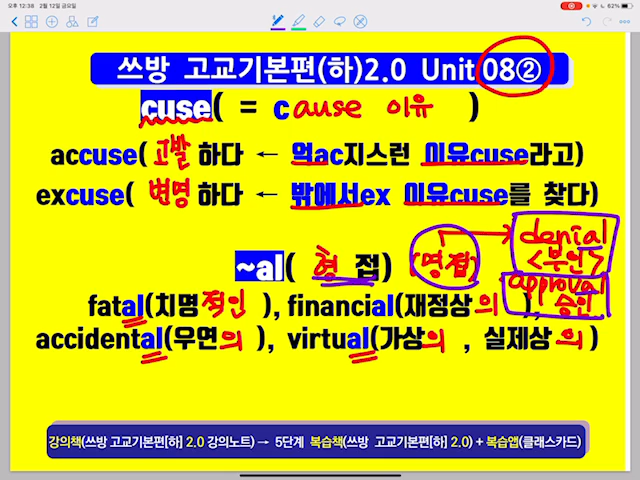 오후 12:38 2월 12일 금요일 62%
쓰방 고교기본편(하)2.0 Unit 08②
cuse( = cause 이유 )
accuse( 고발 하다 ← 억ac지스런 이유cuse라고)
excuse( 변명 하다 ← 밖에서ex 이유cuse를 찾다)
~al( 형 접) (명접) denial
<부인>
approval
승인
fatal(치명적인 ), financial(재정상의 ),
accidental(우연의 ), virtual(가상의 , 실제상의 )
강의책(쓰방 고교기본편[하] 2.0 강의노트) → 5단계 복습책(쓰방 고교기본편[하] 2.0) + 복습앱(클래스카드)